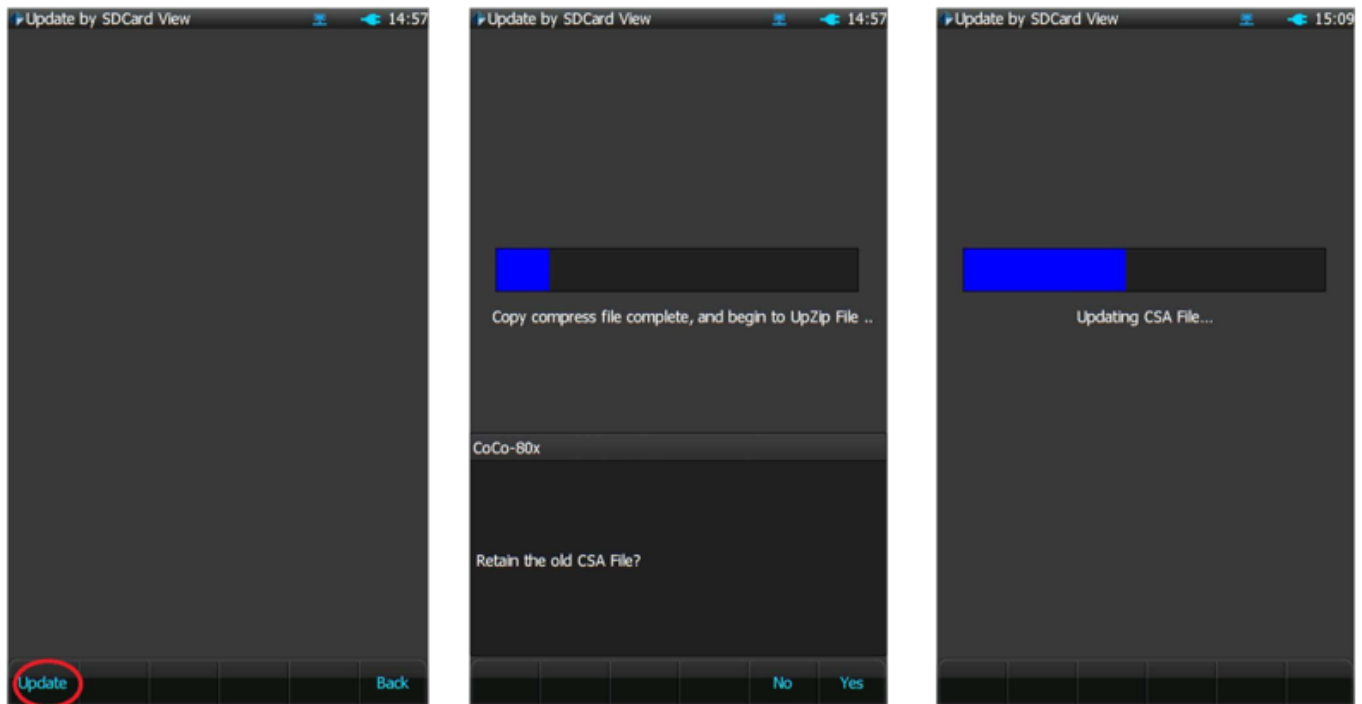 Update by SDCard View 14:57
Update Back
Update by SDCard View 14:57
Copy compress file complete, and begin to UpZip File ..
CoCo-80x
Retain the old CSA File?
No Yes
Update by SDCard View 15:09
Updating CSA File...